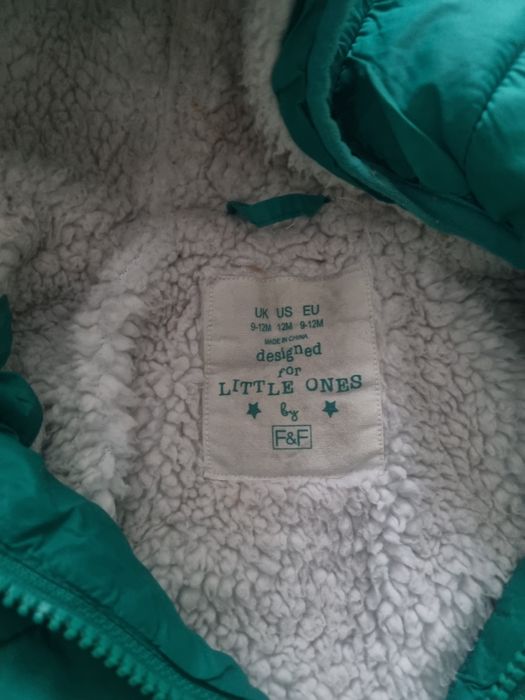 UK US EU
9-12M 12M 9-12M
MADE IN CHINA
designed
for
LITTLE ONES
by
F&F